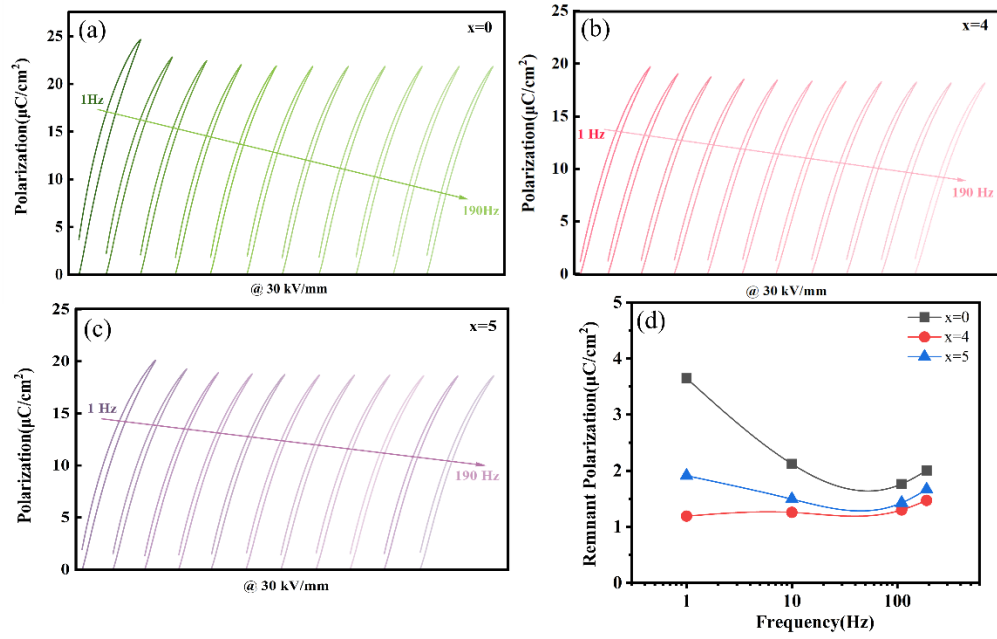 (a)
x=0
Polarization(μC/cm²)
25
20
15
10
5
0
1Hz
190Hz
@ 30 kV/mm
(b)
x=4
Polarization(μC/cm²)
25
20
15
10
5
0
1 Hz
190 Hz
@ 30 kV/mm
(c)
x=5
Polarization(μC/cm²)
25
20
15
10
5
0
1 Hz
190 Hz
@ 30 kV/mm
(d)
x=0
x=4
x=5
Remnant Polarization(μC/cm²)
5
4
3
2
1
0
1 10 100
Frequency(Hz)